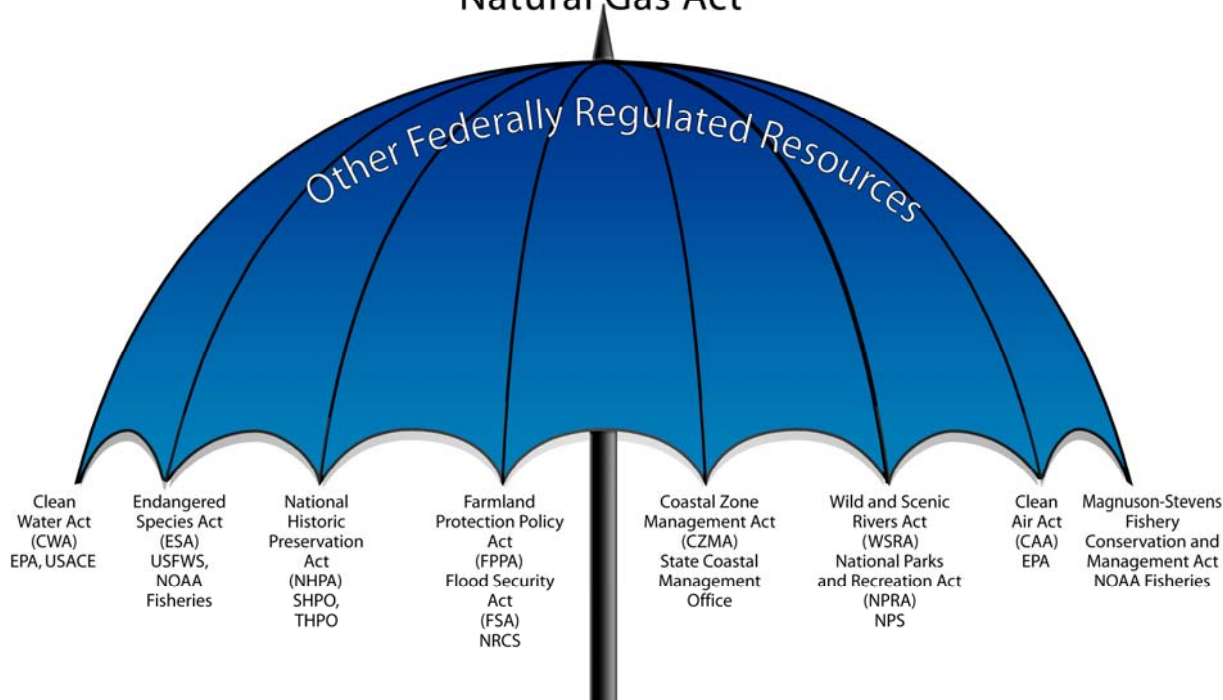 Natural Gas Act
Other Federally Regulated Resources
Clean
Water Act
(CWA)
EPA, USACE
Endangered
Species Act
(ESA)
USFWS,
NOAA
Fisheries
National
Historic
Preservation
Act
(NHPA)
SHPO,
THPO
Farmland
Protection Policy
Act
(FPPA)
Flood Security
Act
(FSA)
NRCS
Coastal Zone
Management Act
(CZMA)
State Coastal
Management
Office
Wild and Scenic
Rivers Act
(WSRA)
National Parks
and Recreation Act
(NPRA)
NPS
Clean
Air Act
(CAA)
EPA
Magnuson-Stevens
Fishery
Conservation and
Management Act
NOAA Fisheries